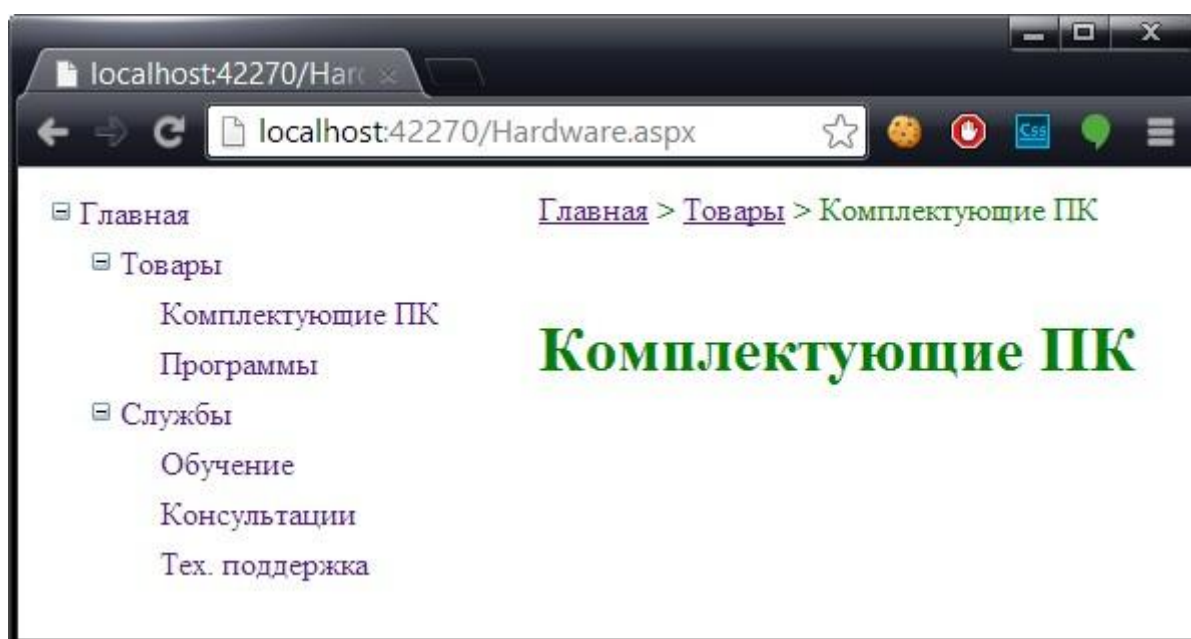 localhost:42270/Hard
localhost:42270/Hardware.aspx
Css
Главная
Товары
Комплектующие ПК
Программы
Службы
Обучение
Консультации
Тех. поддержка
Главная > Товары > Комплектующие ПК
Комплектующие ПК